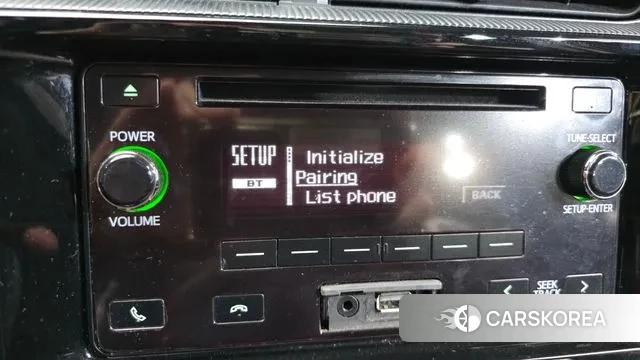 POWER
VOLUME
SETUP
BT
Initialize
Pairing
List phone
BACK
TUNE·SELECT
SETUP·ENTER
SEEK
TRACK
CARSKOREA